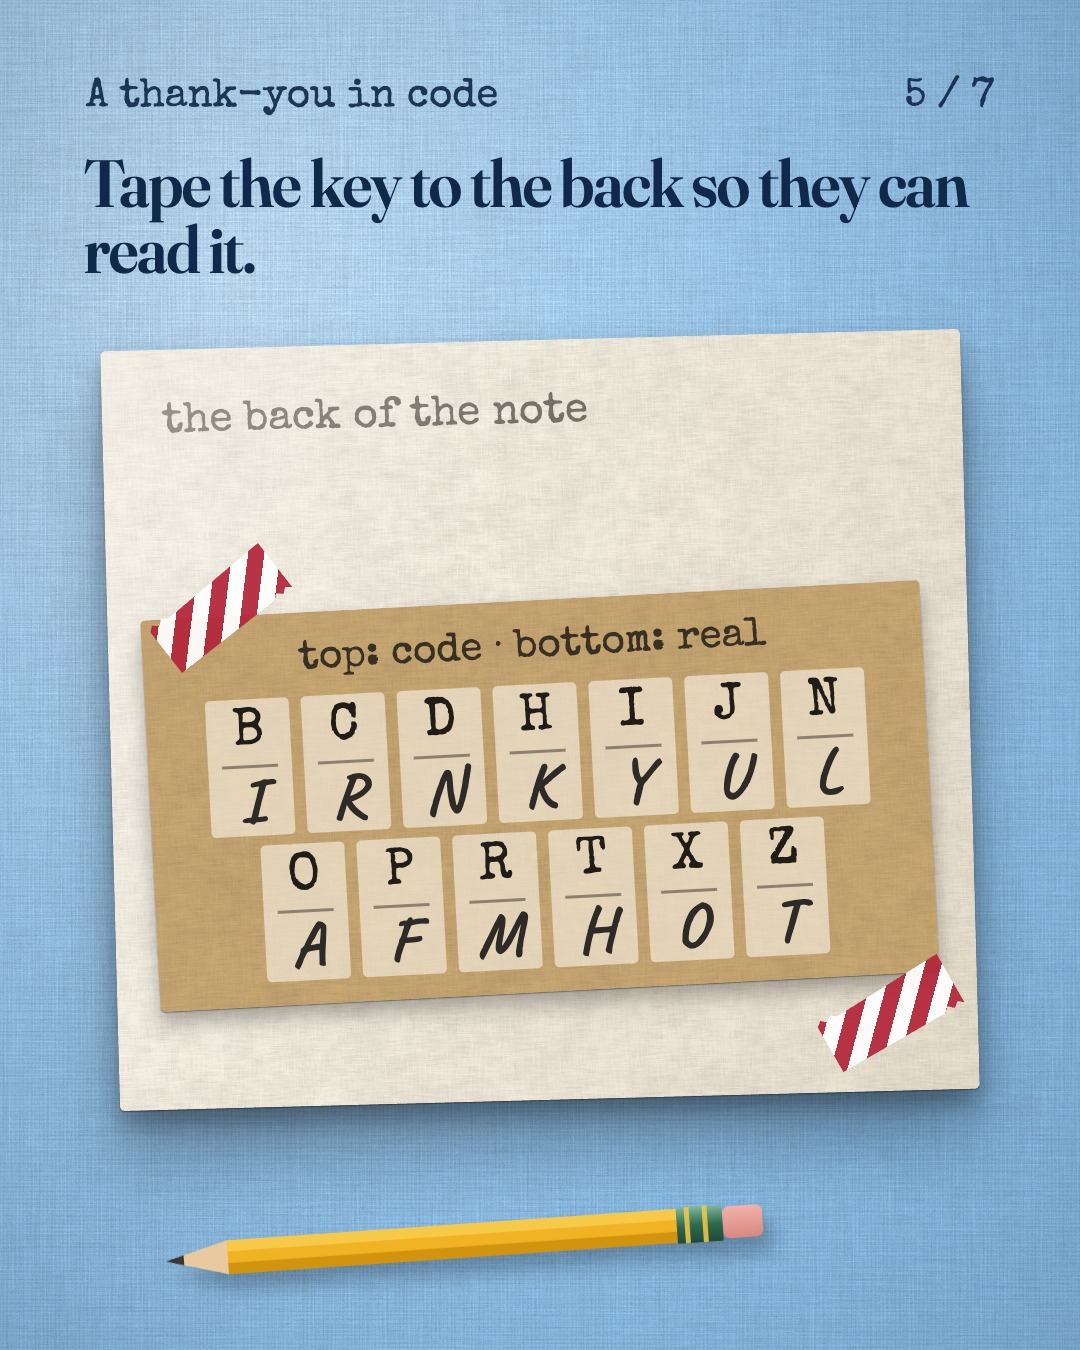 A thank-you in code
5 / 7
Tape the key to the back so they can
read it.
the back of the note
top: code · bottom: real
B C D H I J N
I R N K Y U L
O P R T X Z
A F M H O T